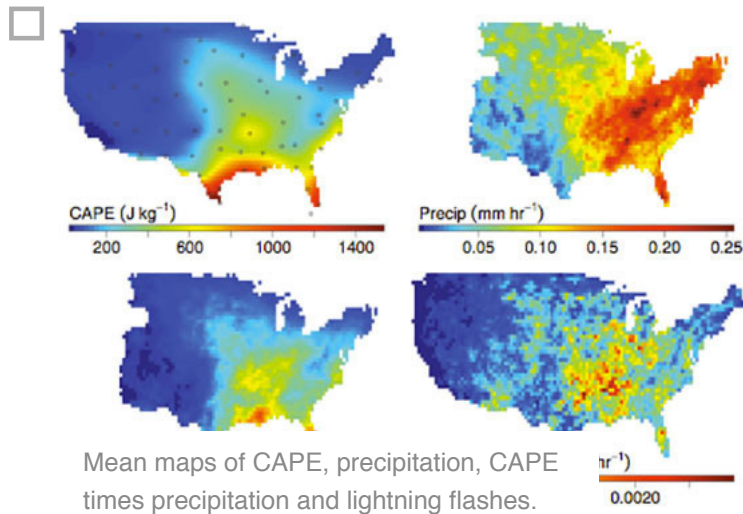 CAPE (J kg⁻¹)
200 600 1000 1400
Precip (mm hr⁻¹)
0.05 0.10 0.15 0.20 0.25
Mean maps of CAPE, precipitation, CAPE
times precipitation and lightning flashes.
hr⁻¹)
0.0020